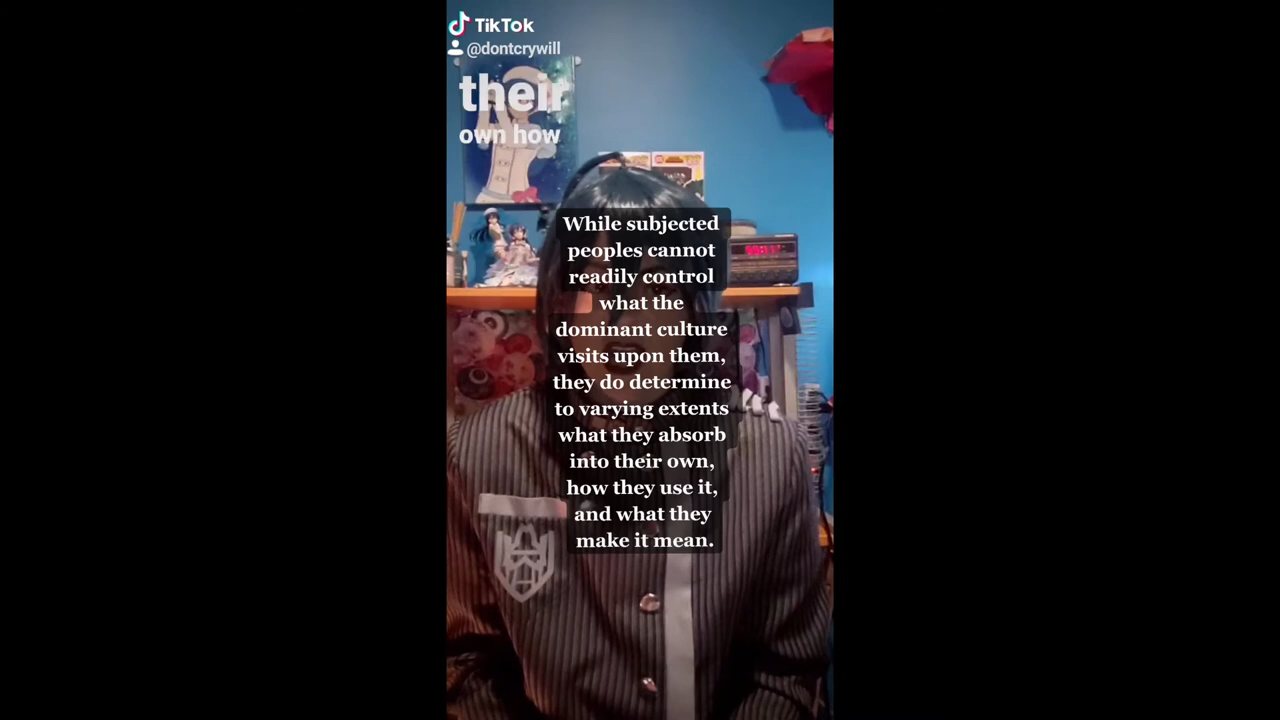 TikTok
@dontcrywill
their
own how
While subjected
peoples cannot
readily control
what the
dominant culture
visits upon them,
they do determine
to varying extents
what they absorb
into their own,
how they use it,
and what they
make it mean.